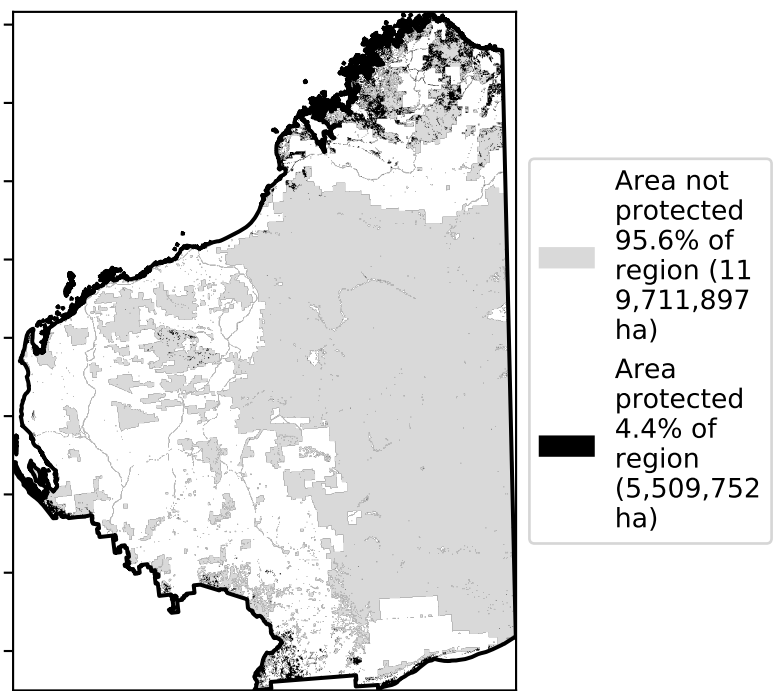 Area not
protected
95.6% of
region (11
9,711,897
ha)
Area
protected
4.4% of
region
(5,509,752
ha)